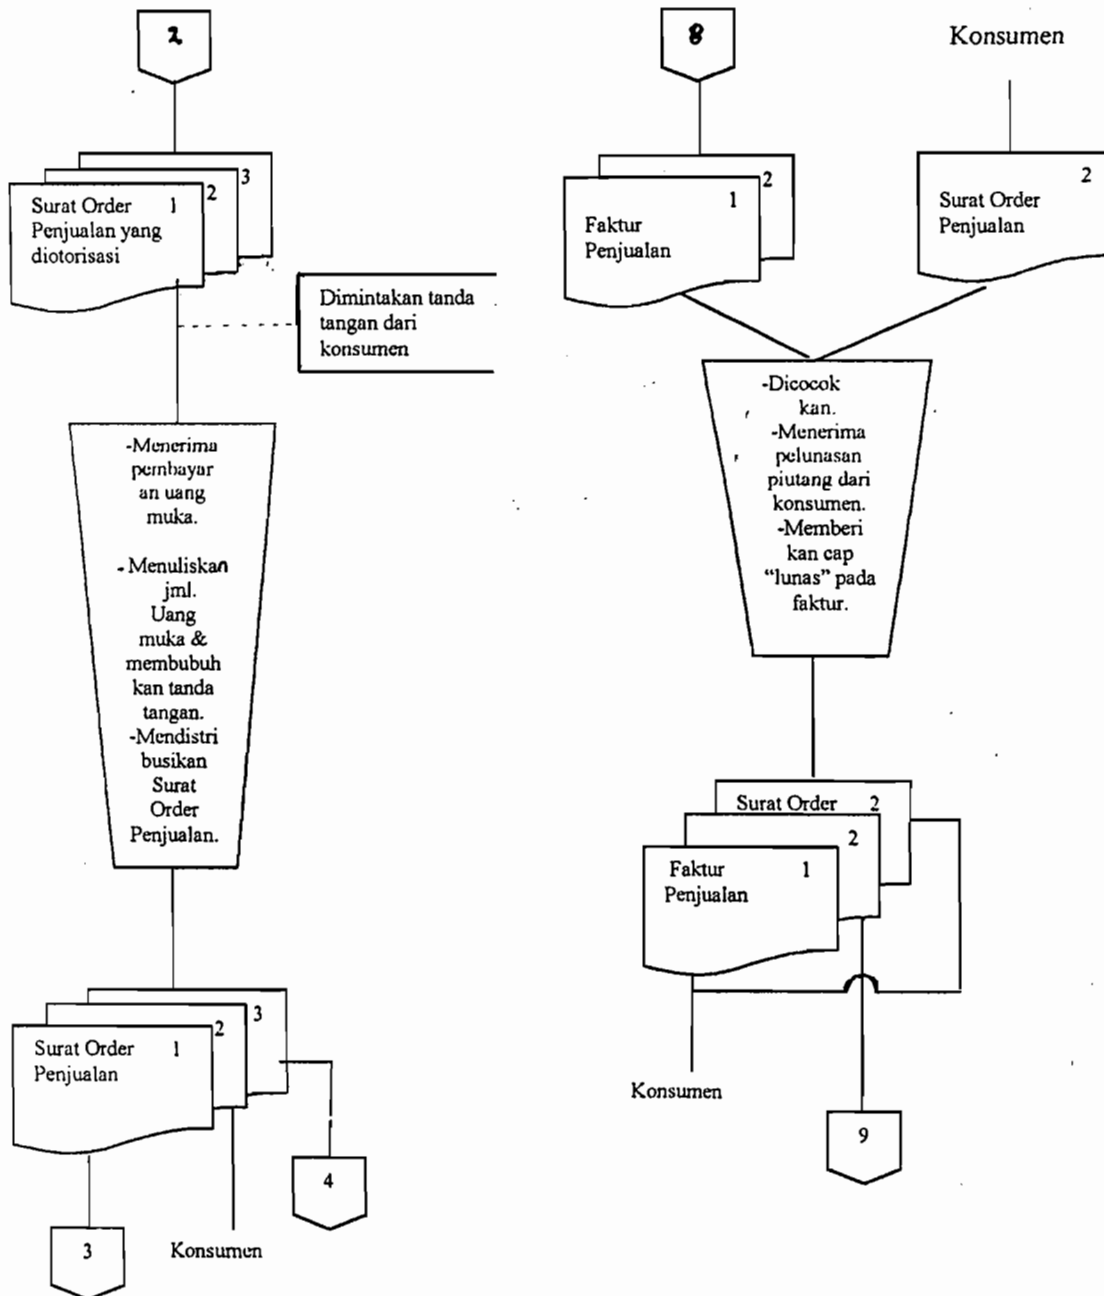 2
3
2
Surat Order 1
Penjualan yang
diotorisasi
Dimintakan tanda
tangan dari
konsumen
-Menerima
pembayar
an uang
muka.
- Menuliskan
jml.
Uang
muka &
membubuh
kan tanda
tangan.
-Mendistri
busikan
Surat
Order
Penjualan.
3
2
Surat Order 1
Penjualan
4
3
Konsumen
8
Konsumen
2
1
Faktur
Penjualan
2
Surat Order
Penjualan
-Dicocok
kan.
-Menerima
pelunasan
piutang dari
konsumen.
-Memberi
kan cap
“lunas” pada
faktur.
Surat Order 2
2
Faktur 1
Penjualan
Konsumen
9